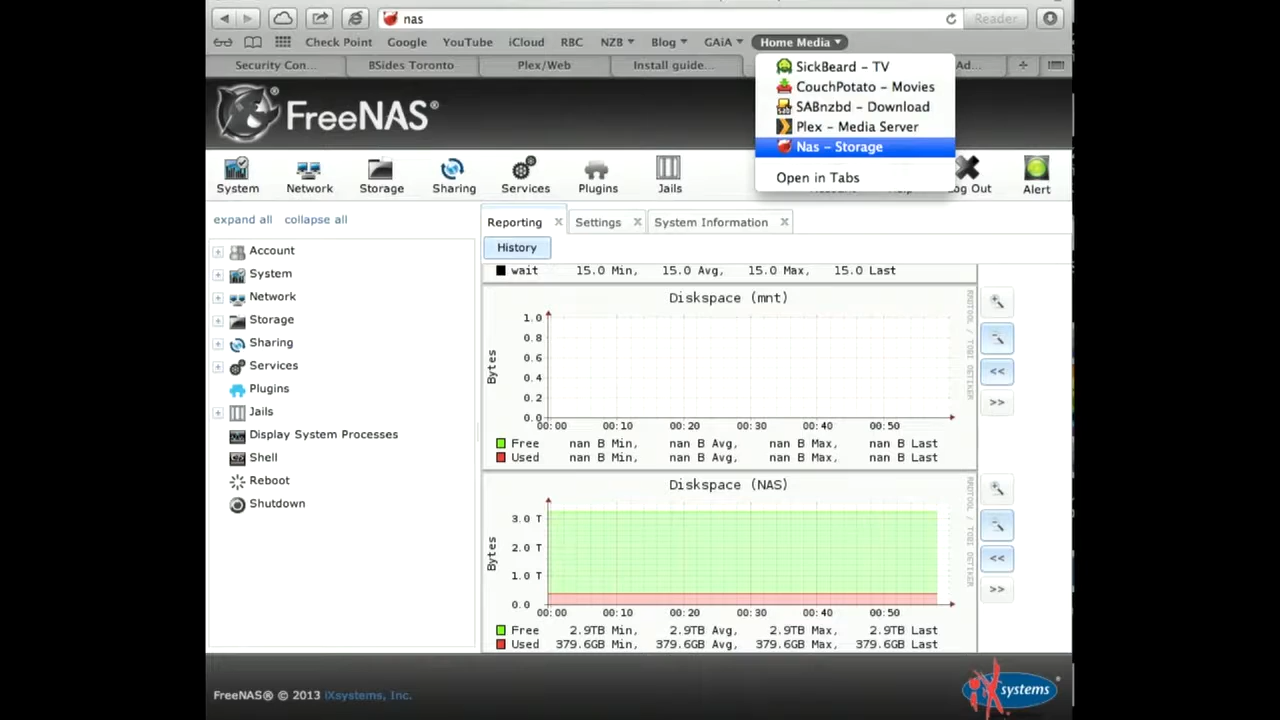 nas
Reader
Check Point Google YouTube iCloud RBC NZB Blog GAiA Home Media
Security Con... BSides Toronto Plex/Web Install guide... Ad...
SickBeard – TV
CouchPotato – Movies
SABnzbd – Download
Plex – Media Server
Nas – Storage
Open in Tabs
FreeNAS®
System Network Storage Sharing Services Plugins Jails Log Out Alert
expand all collapse all
Account
System
Network
Storage
Sharing
Services
Plugins
Jails
Display System Processes
Shell
Reboot
Shutdown
Reporting Settings System Information
History
wait 15.0 Min, 15.0 Avg, 15.0 Max, 15.0 Last
Diskspace (mnt)
1.0
0.8
0.6
0.4
0.2
0.0
Bytes
00:00 00:10 00:20 00:30 00:40 00:50
Free nan B Min, nan B Avg, nan B Max, nan B Last
Used nan B Min, nan B Avg, nan B Max, nan B Last
RRDTOOL / TOBI OETIKER
<<
>>
Diskspace (NAS)
3.0 T
2.0 T
1.0 T
0.0
Bytes
00:00 00:10 00:20 00:30 00:40 00:50
Free 2.9TB Min, 2.9TB Avg, 2.9TB Max, 2.9TB Last
Used 379.6GB Min, 379.6GB Avg, 379.6GB Max, 379.6GB Last
RRDTOOL / TOBI OETIKER
<<
>>
FreeNAS® © 2013 iXsystems, Inc.
iXsystems